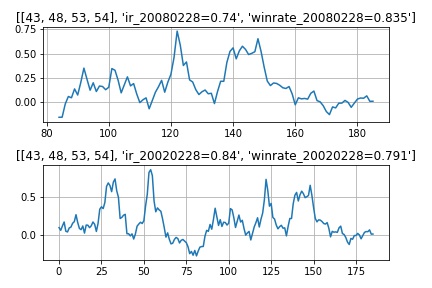 [[43, 48, 53, 54], 'ir_20080228=0.74', 'winrate_20080228=0.835']
0.75
0.50
0.25
0.00
80 100 120 140 160 180
[[43, 48, 53, 54], 'ir_20020228=0.84', 'winrate_20020228=0.791']
0.5
0.0
0 25 50 75 100 125 150 175